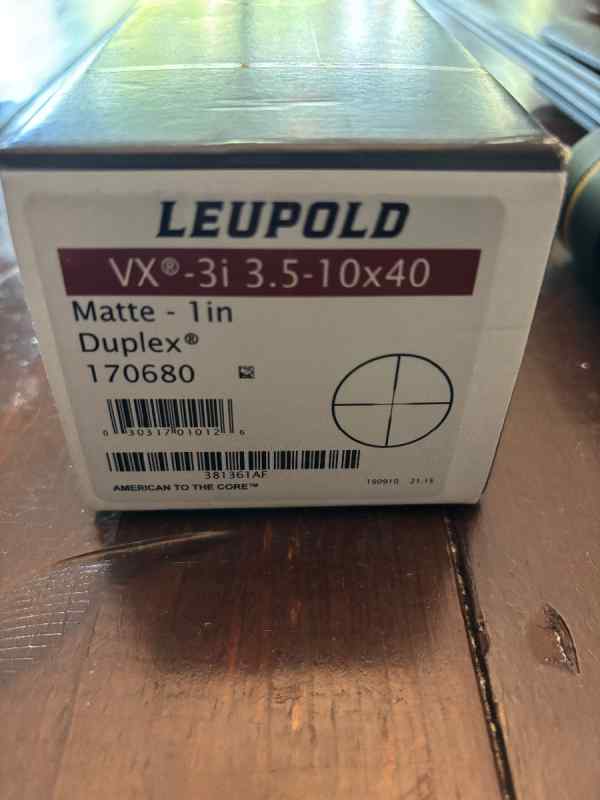 LEUPOLD
VX®-3i 3.5-10x40
Matte - 1in
Duplex®
170680
0 30317 01012 6
381361AF
AMERICAN TO THE CORE™ 190910 21:15